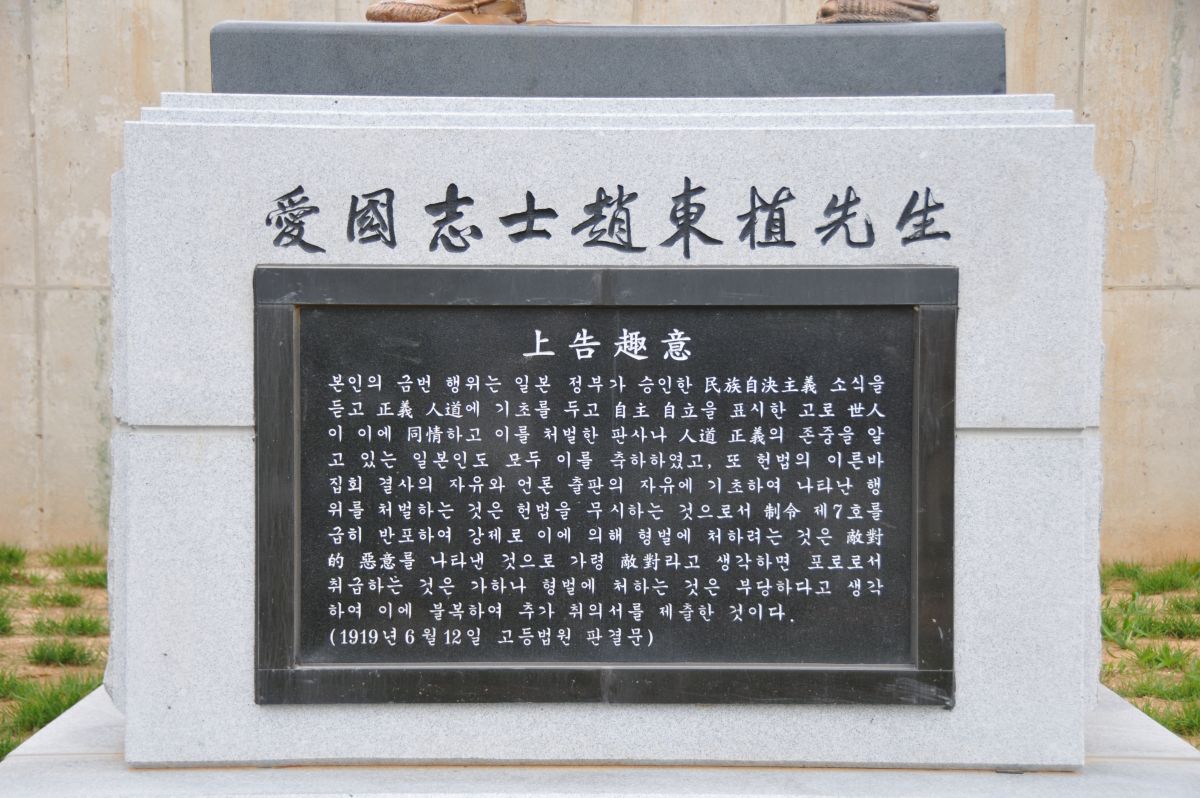 愛國志士趙東植先生
上告趣意
본인의 금번 행위는 일본 정부가 승인한 民族自決主義 소식을
듣고 正義 人道에 기초를 두고 自主 自立을 표시한 고로 世人
이 이에 同情하고 이를 처벌한 판사나 人道 正義의 존중을 알
고 있는 일본인도 모두 이를 축하하였고, 또 헌법의 이른바
집회 결사의 자유와 언론 출판의 자유에 기초하여 나타난 행
위를 처벌하는 것은 헌법을 무시하는 것으로서 制令 제7호를
급히 반포하여 강제로 이에 의해 형벌에 처하려는 것은 敵對
的 惡意를 나타낸 것으로 가령 敵對라고 생각하면 포로로서
취급하는 것은 가하나 형벌에 처하는 것은 부당하다고 생각
하여 이에 불복하여 추가 취의서를 제출한 것이다.
(1919년 6월 12일 고등법원 판결문)